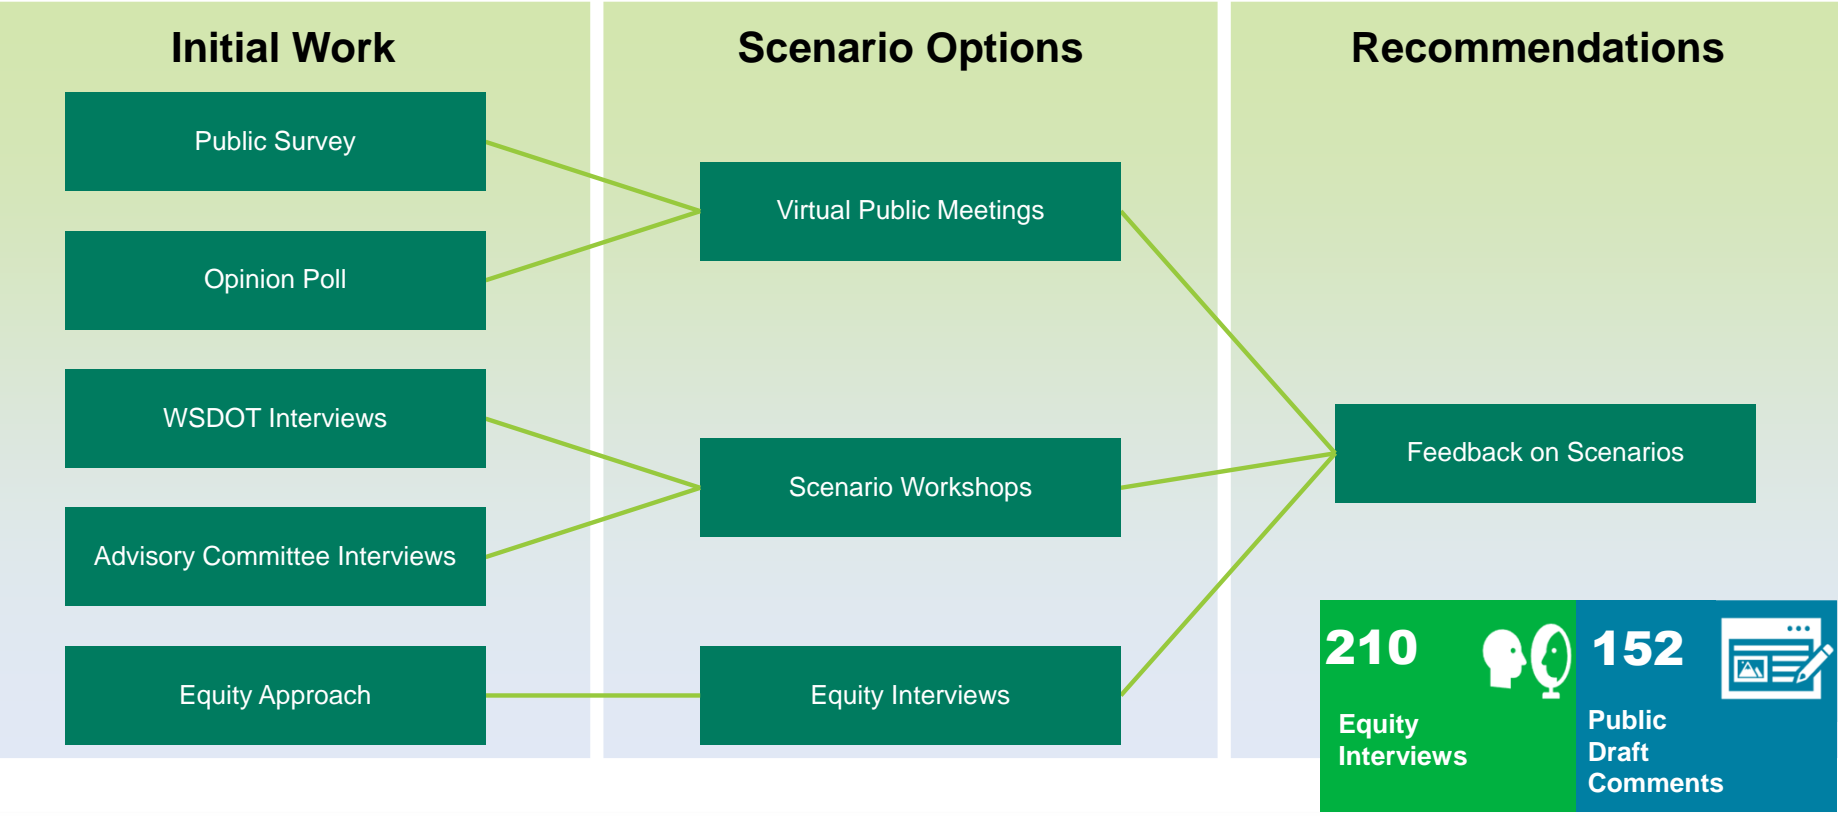 Initial Work
Public Survey
Opinion Poll
WSDOT Interviews
Advisory Committee Interviews
Equity Approach
Scenario Options
Virtual Public Meetings
Scenario Workshops
Equity Interviews
Recommendations
Feedback on Scenarios
210
Equity
Interviews
152
Public
Draft
Comments